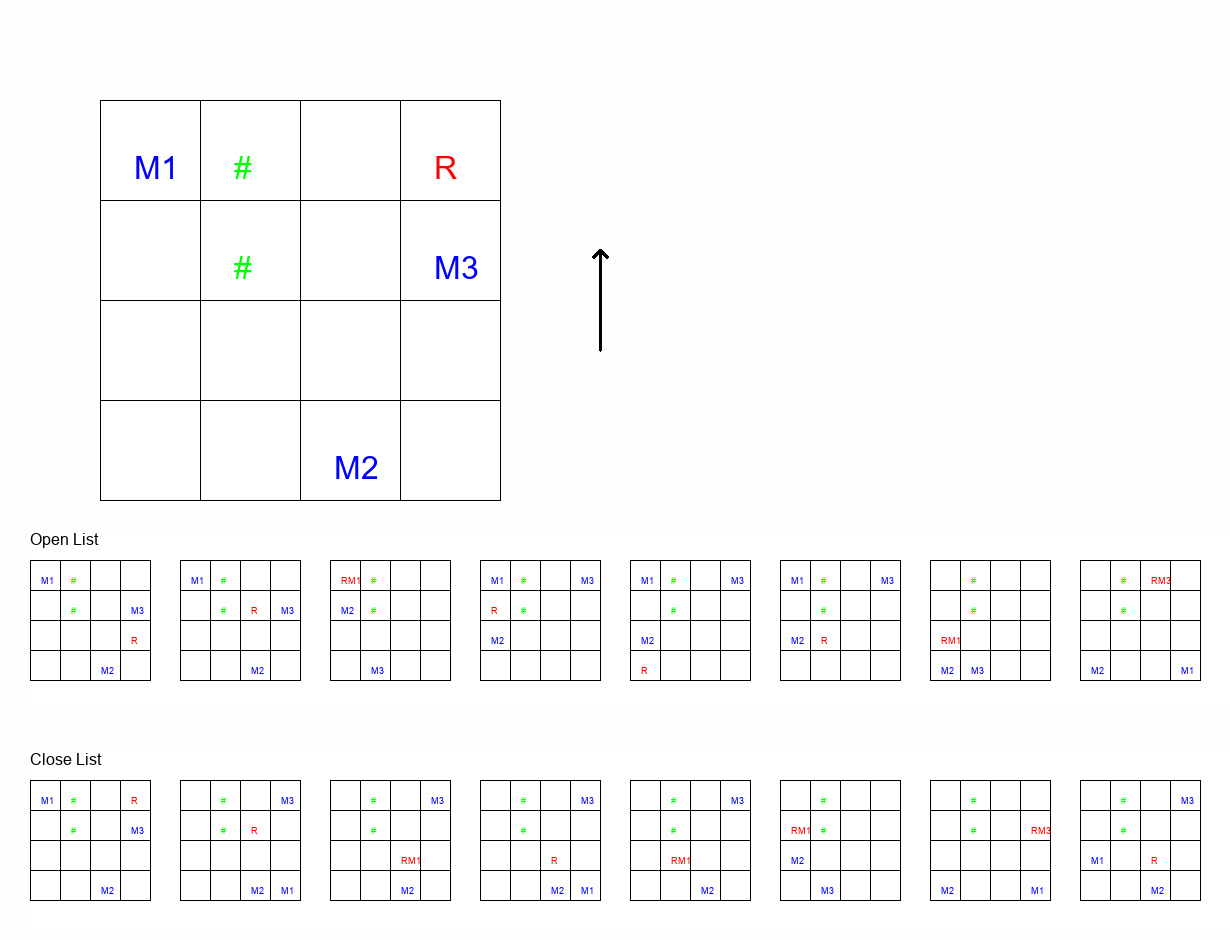 M1 # R
# M3
M2
Open List
M1 # M1 # RM1 # M1 # M3 M1 # M3 M1 # M3 # # RM3
# M3 # R M3 M2 # R # # # # #
R M2 M2 M2 R RM1
M2 M2 M3 R M2 M3 M2 M1
Close List
M1 # R # M3 # M3 # M3 # M3 # # # M3
# M3 # R # # # RM1 # # RM3 #
RM1 R RM1 M2 M1 R
M2 M2 M1 M2 M2 M1 M2 M3 M2 M1 M2